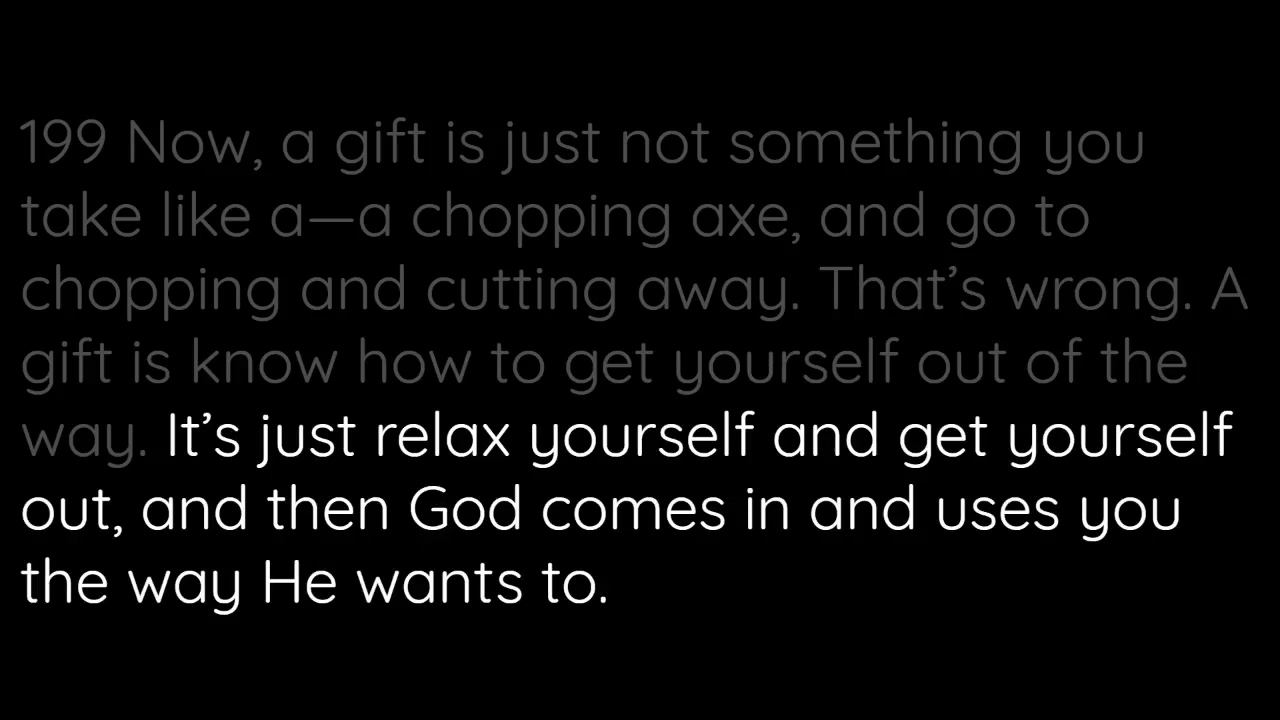 199 Now, a gift is just not something you
take like a—a chopping axe, and go to
chopping and cutting away. That’s wrong. A
gift is know how to get yourself out of the
way. It’s just relax yourself and get yourself
out, and then God comes in and uses you
the way He wants to.